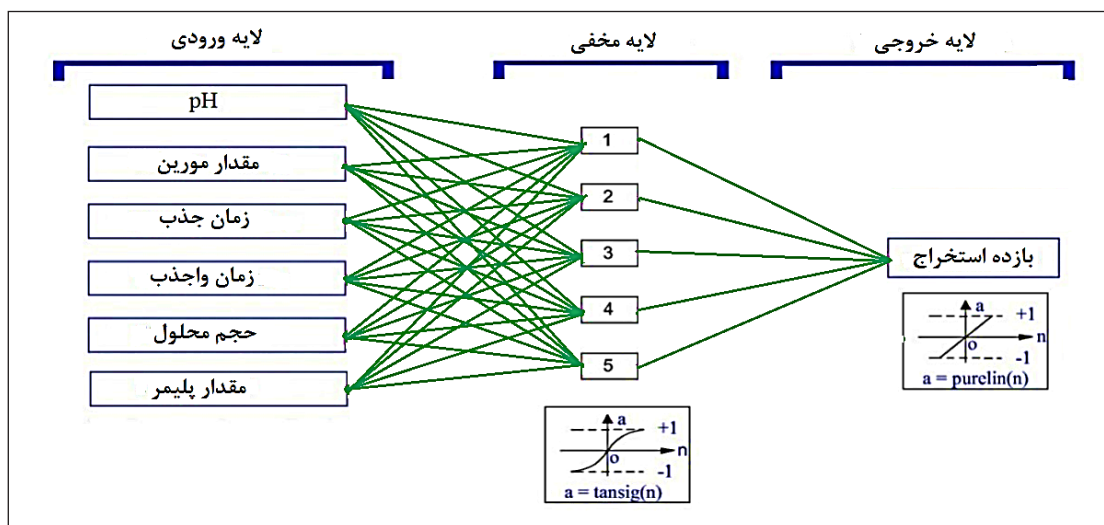 لایه ورودی
لایه مخفی
لایه خروجی
pH
مقدار مورین
زمان جذب
زمان واجذب
حجم محلول
مقدار پلیمر
1
2
3
4
5
بازده استخراج
a
+1
n
o
-1
a = tansig(n)
a
+1
n
o
-1
a = purelin(n)